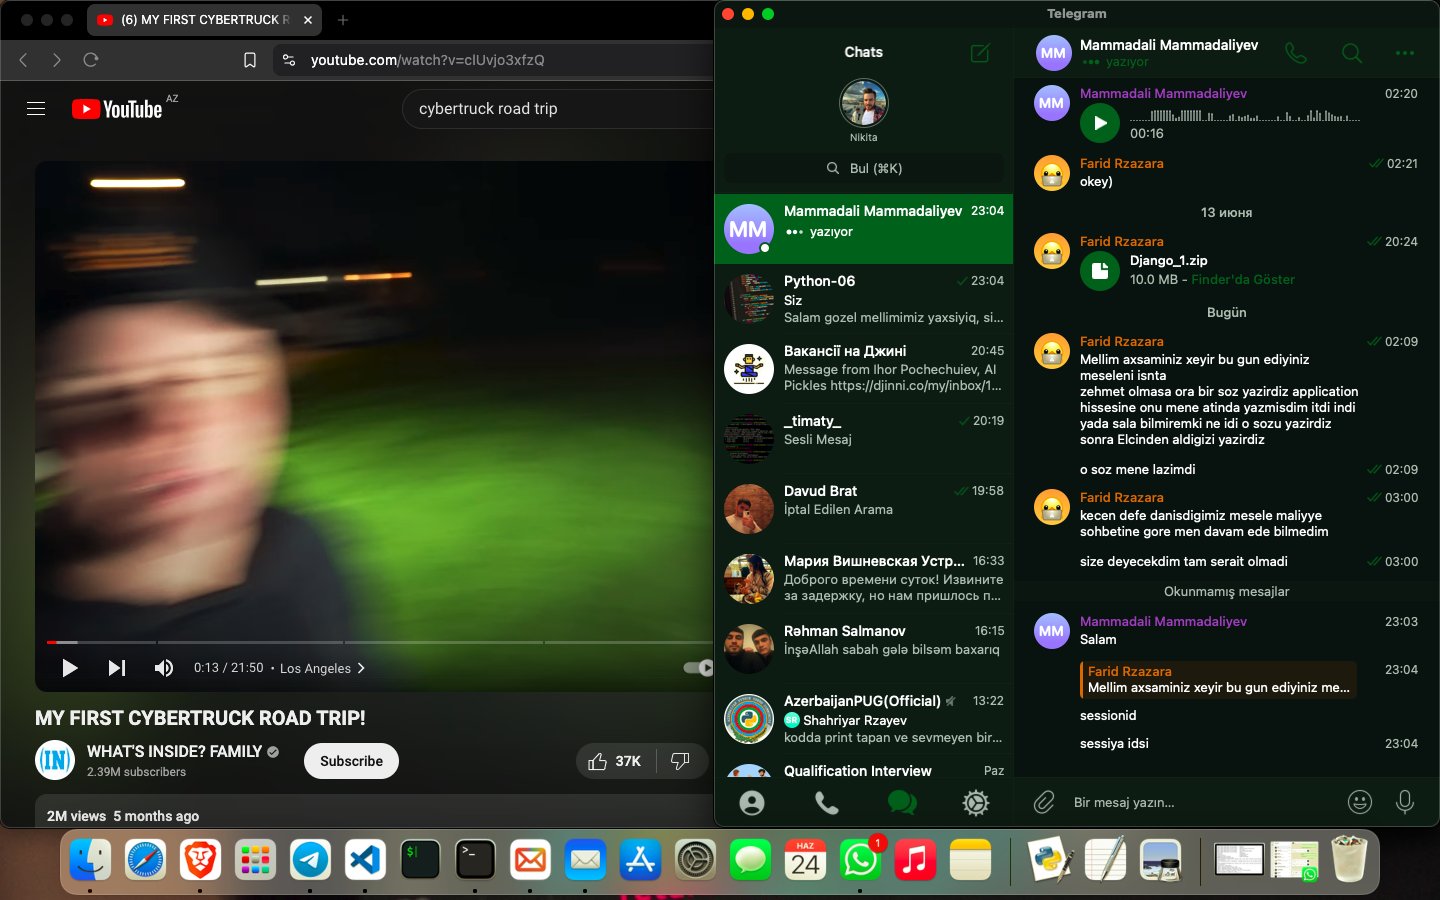 (6) MY FIRST CYBERTRUCK R
youtube.com/watch?v=clUvjo3xfzQ
YouTube AZ
cybertruck road trip
0:13 / 21:50 • Los Angeles
MY FIRST CYBERTRUCK ROAD TRIP!
(IN)
WHAT'S INSIDE? FAMILY
2.39M subscribers
Subscribe
37K
2M views 5 months ago
Telegram
Chats
Nikita
Bul (⌘K)
MM
Mammadali Mammadaliyev 23:04
yazıyor
Python-06 23:04
Siz
Salam gozel mellimimiz yaxsiyiq, si...
Вакансії на Джині 20:45
Message from Ihor Pochechuiev, AI
Pickles https://djinni.co/my/inbox/1...
_timaty_ 20:19
Sesli Mesaj
Davud Brat 19:58
İptal Edilen Arama
Мария Вишневская Устр... 16:33
Доброго времени суток! Извините
за задержку, но нам пришлось п...
Rəhman Salmanov 16:15
İnşəAllah sabah gələ bilsəm baxarıq
AzerbaijanPUG(Official) 13:22
SR Shahriyar Rzayev
kodda print tapan ve sevmeyen bir...
Qualification Interview Paz
MM
Mammadali Mammadaliyev
yazıyor
MM
Mammadali Mammadaliyev 02:20
00:16
Farid Rzazara 02:21
okey)
13 июня
Farid Rzazara 20:24
Django_1.zip
10.0 MB - Finder'da Göster
Bugün
Farid Rzazara 02:09
Mellim axsaminiz xeyir bu gun ediyiniz
meseleni isnta
zehmet olmasa ora bir soz yazirdiz application
hissesine onu mene atinda yazmisdim itdi indi
yada sala bilmiremki ne idi o sozu yazirdiz
sonra Elcinden aldigizi yazirdiz
o soz mene lazimdi 02:09
Farid Rzazara 03:00
kecen defe danisdigimiz mesele maliyye
sohbetine gore men davam ede bilmedim
size deyecekdim tam serait olmadi 03:00
Okunmamış mesajlar
MM
Mammadali Mammadaliyev 23:03
Salam
Farid Rzazara 23:04
Mellim axsaminiz xeyir bu gun ediyiniz me...
sessionid
sessiya idsi 23:04
Bir mesaj yazın...
HAZ
24
1